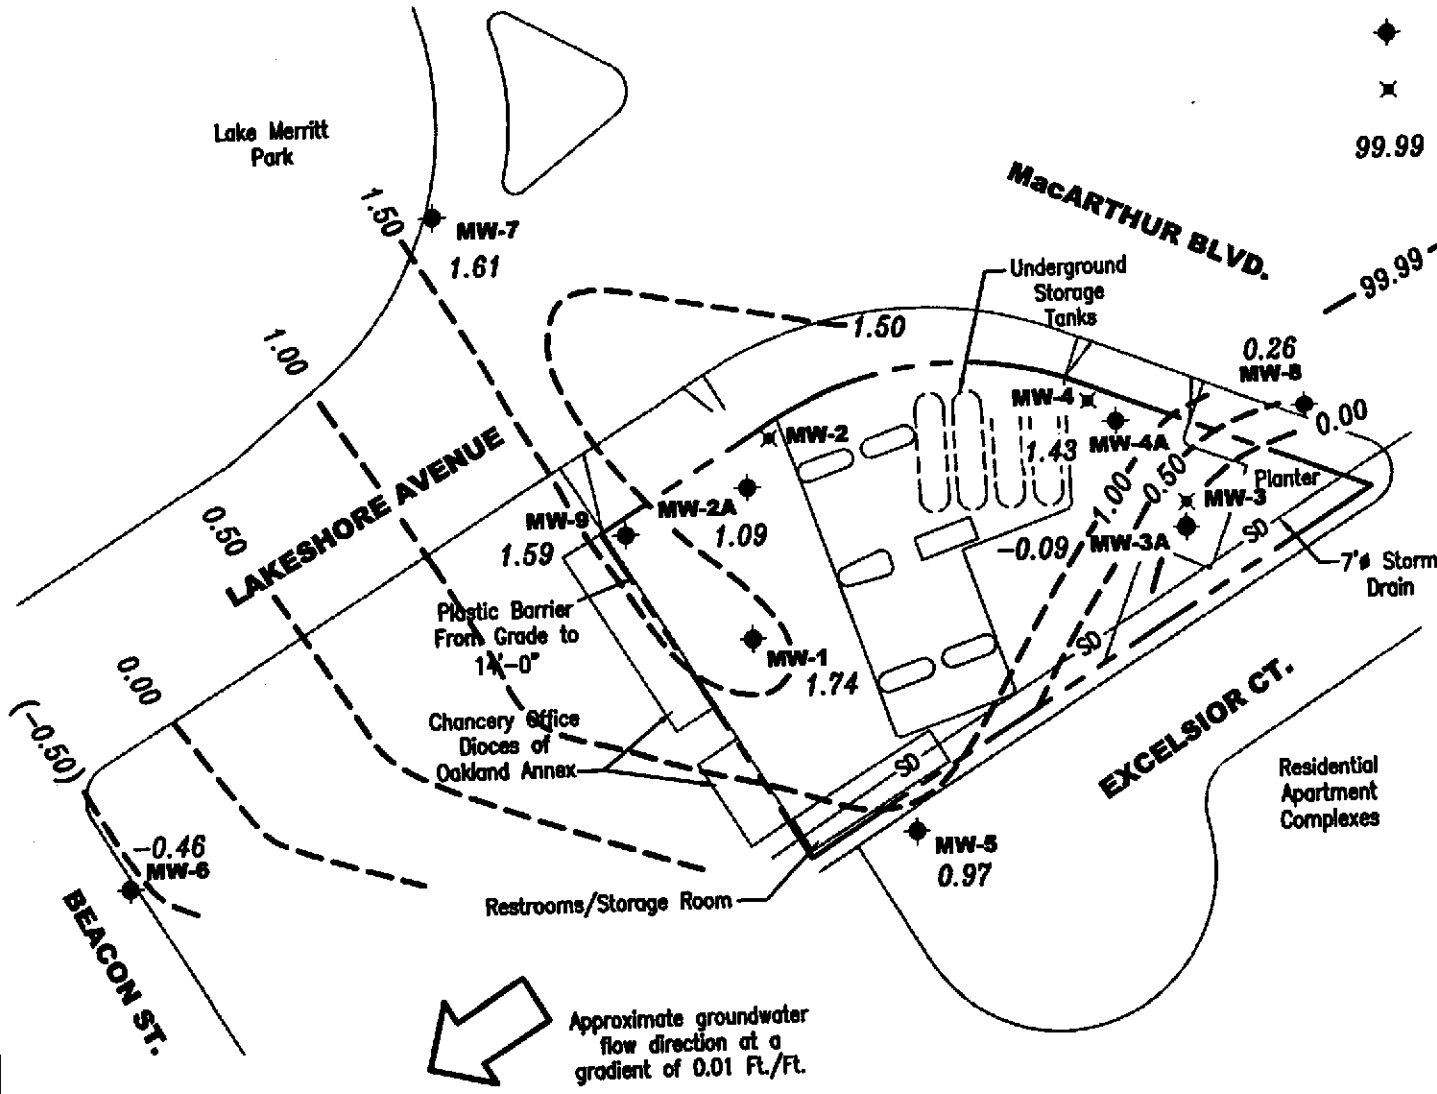 Lake Merritt
Park
99.99
MacARTHUR BLVD.
1.50
MW-7
1.61
Underground
Storage
Tanks
99.99
1.50
1.00
0.26
MW-8
MW-4
0.00
MW-2
1.43
MW-4A
LAKESHORE AVENUE
1.00
0.50
Planter
MW-3
0.50
MW-9
MW-2A
1.59
1.09
-0.09
MW-3A
SD
7'ø Storm
Drain
Plastic Barrier
From Grade to
14'-0"
SD
MW-1
1.74
0.00
(-0.50)
Chancery Office
Dioces of
Oakland Annex
SD
EXCELSIOR CT.
Residential
Apartment
Complexes
-0.46
MW-6
MW-5
0.97
Restrooms/Storage Room
BEACON ST.
Approximate groundwater
flow direction at a
gradient of 0.01 Ft./Ft.